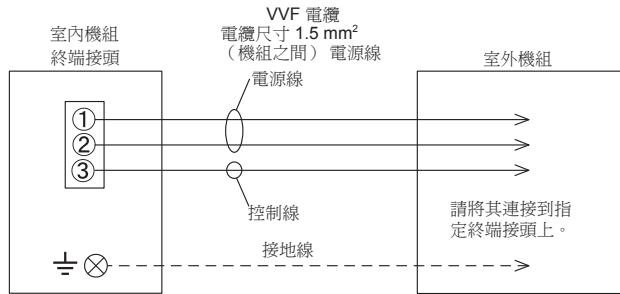 VVF 電纜
電纜尺寸 1.5 mm²
（機組之間） 電源線
室內機組
終端接頭
室外機組
電源線
①
②
③
控制線
請將其連接到指
定終端接頭上。
接地線